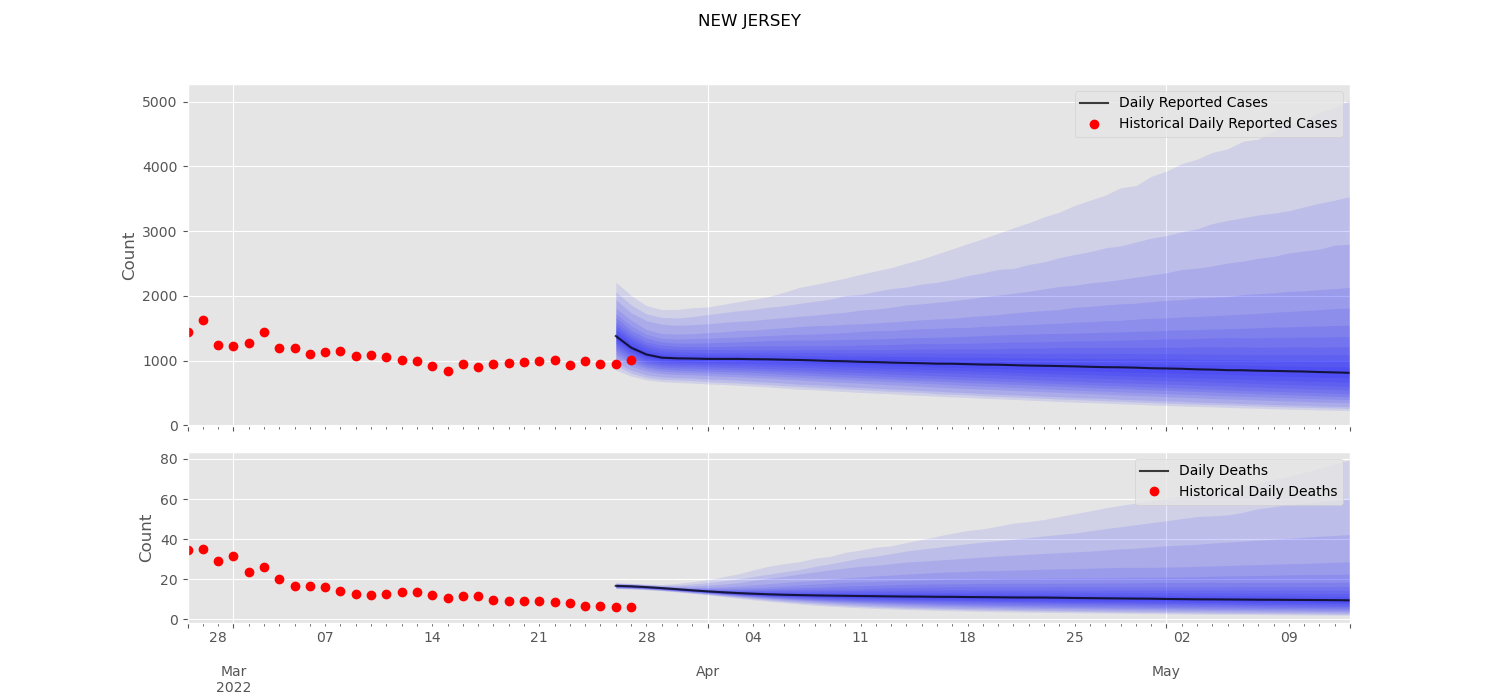 NEW JERSEY
5000
4000
3000
2000
1000
0
Count
Daily Reported Cases
Historical Daily Reported Cases
80
60
40
20
0
Count
Daily Deaths
Historical Daily Deaths
28 07 14 21 28 04 11 18 25 02 09
Mar Apr May
2022